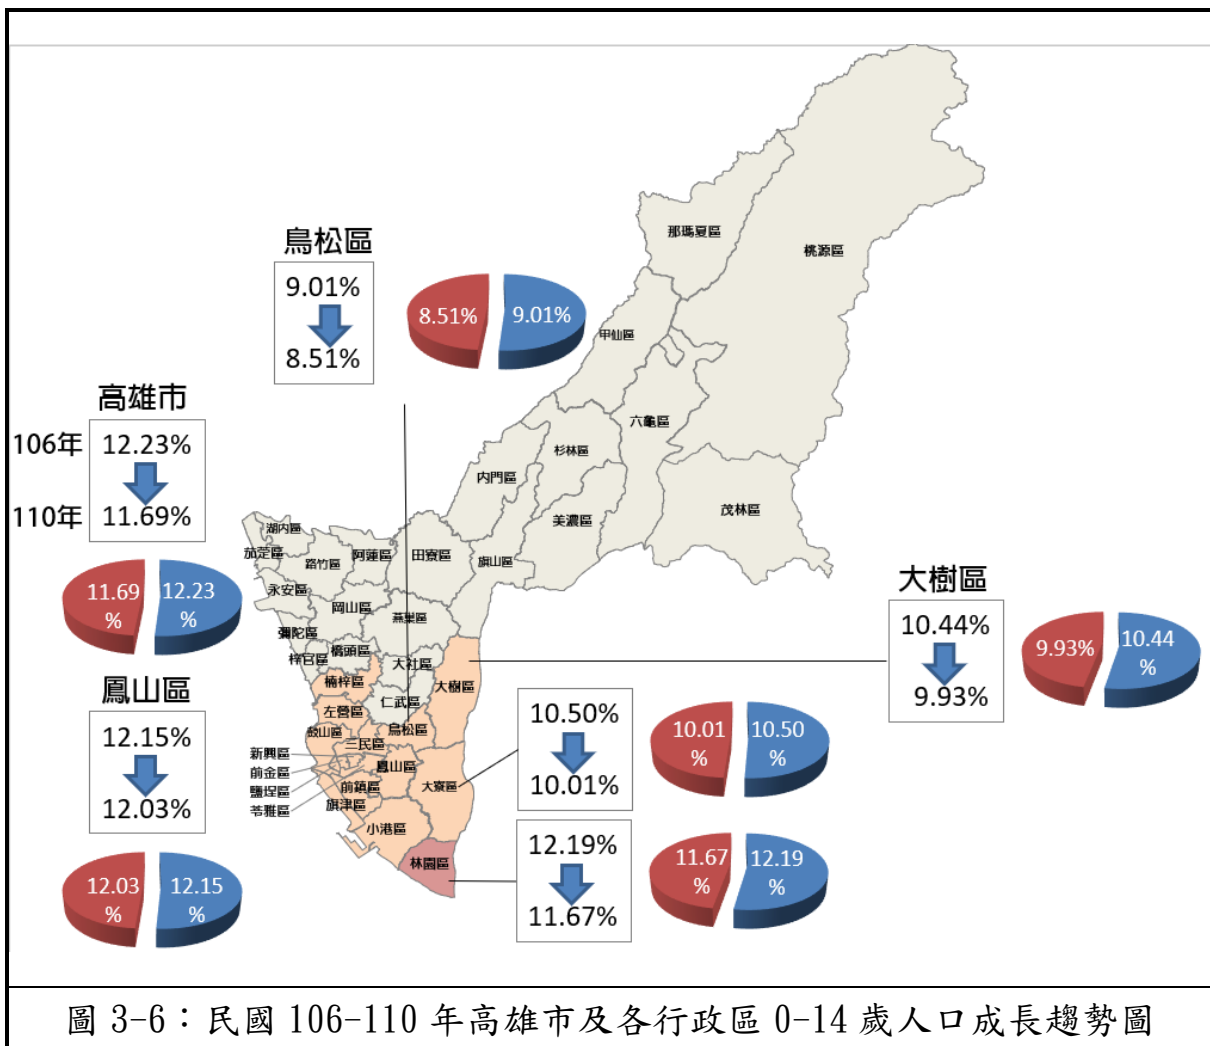 那瑪夏區
桃源區
鳥松區
9.01%
8.51%
8.51%
9.01%
甲仙區
六龜區
高雄市
106年
12.23%
110年
11.69%
杉林區
內門區
美濃區
茂林區
湖內區
茄萣區
路竹區
阿蓮區
田寮區
旗山區
永安區
岡山區
燕巢區
彌陀區
梓官區
橋頭區
大社區
11.69
%
12.23
%
大樹區
10.44%
9.93%
9.93%
10.44
%
楠梓區
仁武區
大樹區
左營區
鼓山區
鳥松區
三民區
新興區
前金區
鹽埕區
苓雅區
鳳山區
前鎮區
旗津區
大寮區
小港區
林園區
鳳山區
12.15%
12.03%
12.03
%
12.15
%
10.50%
10.01%
10.01
%
10.50
%
12.19%
11.67%
11.67
%
12.19
%
圖 3-6：民國 106-110 年高雄市及各行政區 0-14 歲人口成長趨勢圖